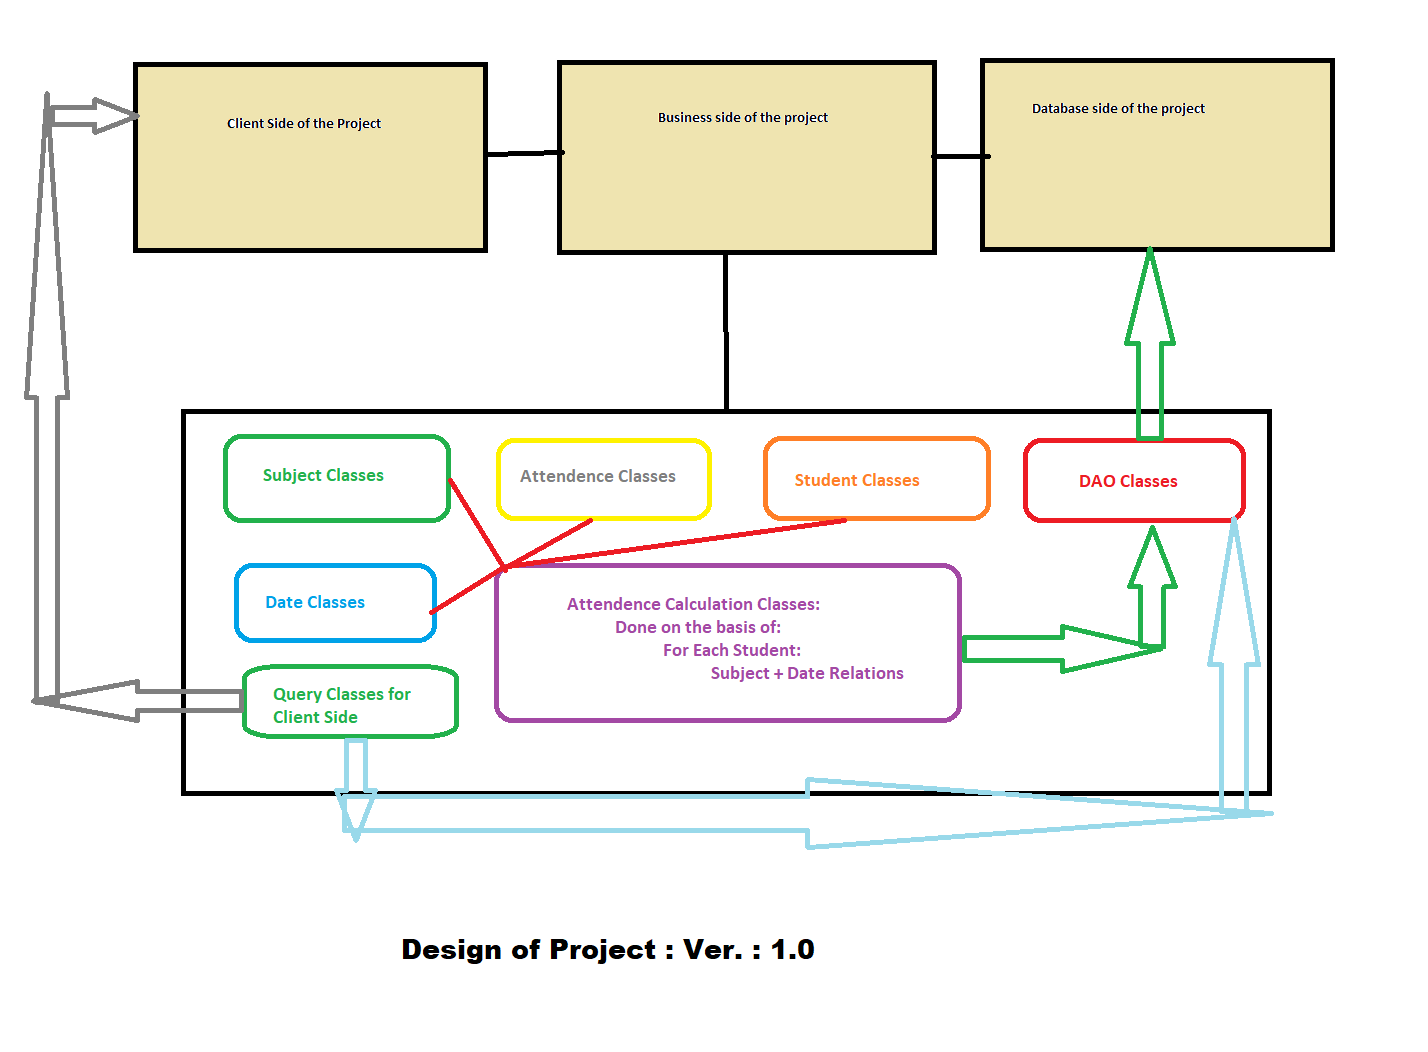 Client Side of the Project
Business side of the project
Database side of the project
Subject Classes
Attendence Classes
Student Classes
DAO Classes
Date Classes
Attendence Calculation Classes:
Done on the basis of:
For Each Student:
Subject + Date Relations
Query Classes for
Client Side
Design of Project : Ver. : 1.0